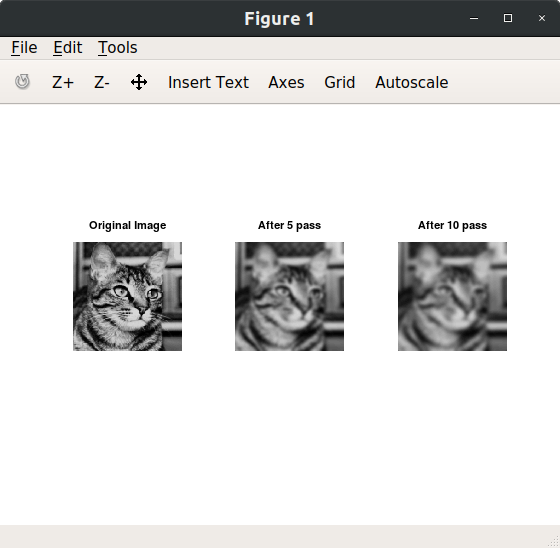 Figure 1
File Edit Tools
Z+ Z- Insert Text Axes Grid Autoscale
Original Image After 5 pass After 10 pass